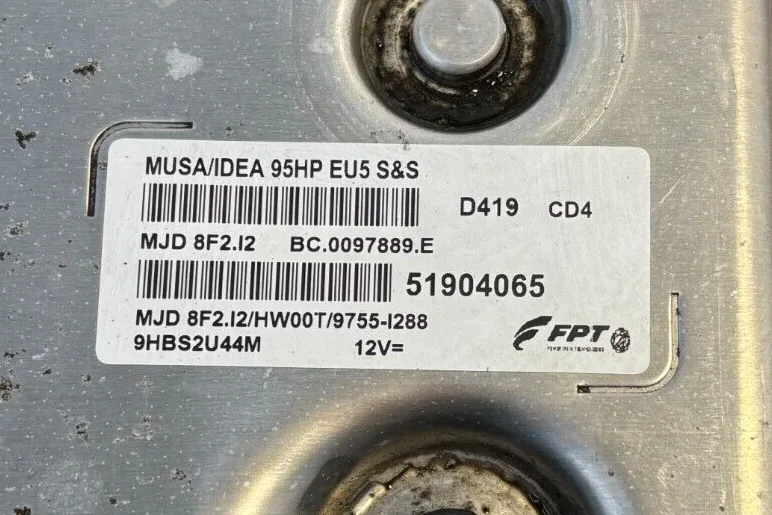 MUSA/IDEA 95HP EU5 S&S
D419 CD4
MJD 8F2.I2 BC.0097889.E
51904065
MJD 8F2.I2/HW00T/9755-I288
9HBS2U44M 12V=
FPT